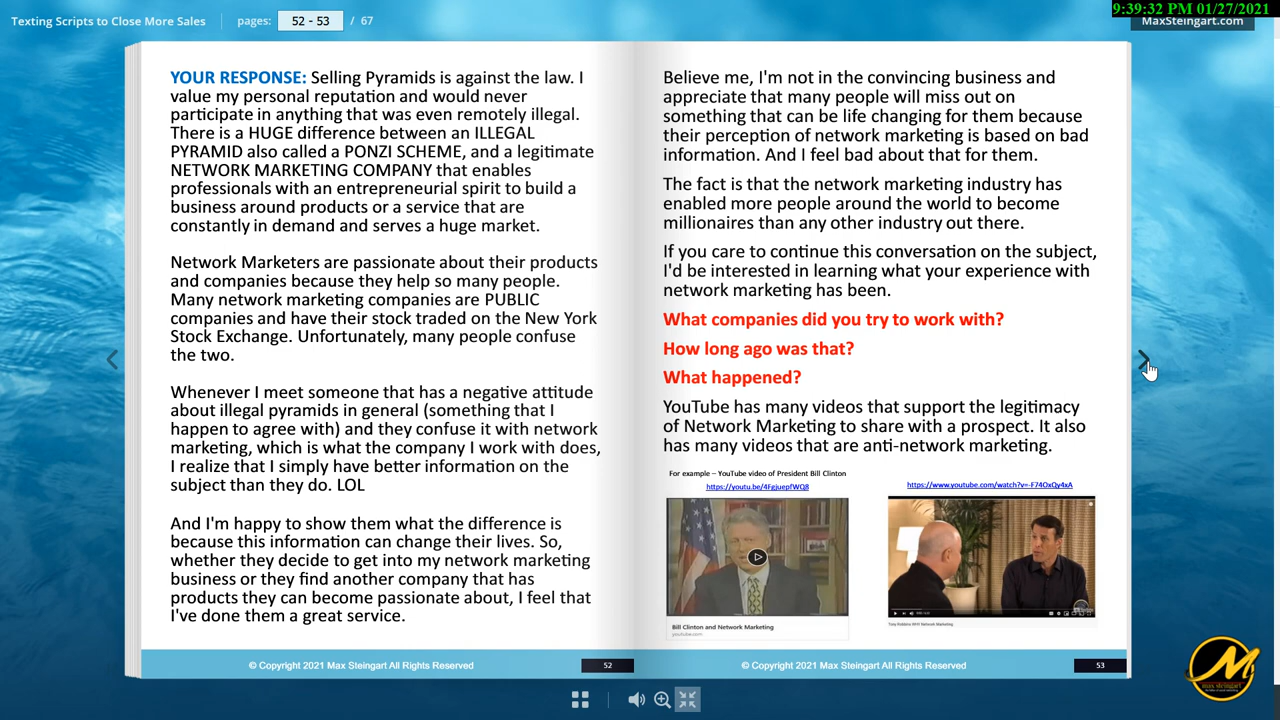 9:39:32 PM 01/27/2021
Texting Scripts to Close More Sales
pages:
52 - 53
/ 67
MaxSteingart.com
YOUR RESPONSE: Selling Pyramids is against the law. I
value my personal reputation and would never
participate in anything that was even remotely illegal.
There is a HUGE difference between an ILLEGAL
PYRAMID also called a PONZI SCHEME, and a legitimate
NETWORK MARKETING COMPANY that enables
professionals with an entrepreneurial spirit to build a
business around products or a service that are
constantly in demand and serves a huge market.
Network Marketers are passionate about their products
and companies because they help so many people.
Many network marketing companies are PUBLIC
companies and have their stock traded on the New York
Stock Exchange. Unfortunately, many people confuse
the two.
Whenever I meet someone that has a negative attitude
about illegal pyramids in general (something that I
happen to agree with) and they confuse it with network
marketing, which is what the company I work with does,
I realize that I simply have better information on the
subject than they do. LOL
And I'm happy to show them what the difference is
because this information can change their lives. So,
whether they decide to get into my network marketing
business or they find another company that has
products they can become passionate about, I feel that
I've done them a great service.
© Copyright 2021 Max Steingart All Rights Reserved
52
Believe me, I'm not in the convincing business and
appreciate that many people will miss out on
something that can be life changing for them because
their perception of network marketing is based on bad
information. And I feel bad about that for them.
The fact is that the network marketing industry has
enabled more people around the world to become
millionaires than any other industry out there.
If you care to continue this conversation on the subject,
I'd be interested in learning what your experience with
network marketing has been.
What companies did you try to work with?
How long ago was that?
What happened?
YouTube has many videos that support the legitimacy
of Network Marketing to share with a prospect. It also
has many videos that are anti-network marketing.
For example – YouTube video of President Bill Clinton
https://youtu.be/4FgjuepfWQ8
https://www.youtube.com/watch?v=-F74OxQy4xA
Bill Clinton and Network Marketing
youtube.com
Tony Robbins WHY Network Marketing
© Copyright 2021 Max Steingart All Rights Reserved
53
max steingart